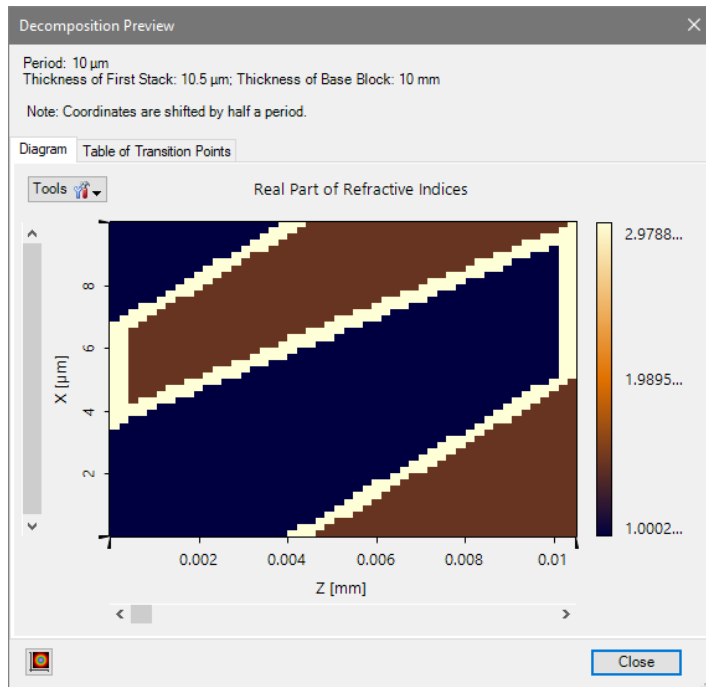 Decomposition Preview
Period: 10 µm
Thickness of First Stack: 10.5 µm; Thickness of Base Block: 10 mm
Note: Coordinates are shifted by half a period.
Diagram
Table of Transition Points
Tools
Real Part of Refractive Indices
8
6
4
2
X [µm]
0.002
0.004
0.006
0.008
0.01
Z [mm]
2.9788...
1.9895...
1.0002...
Close